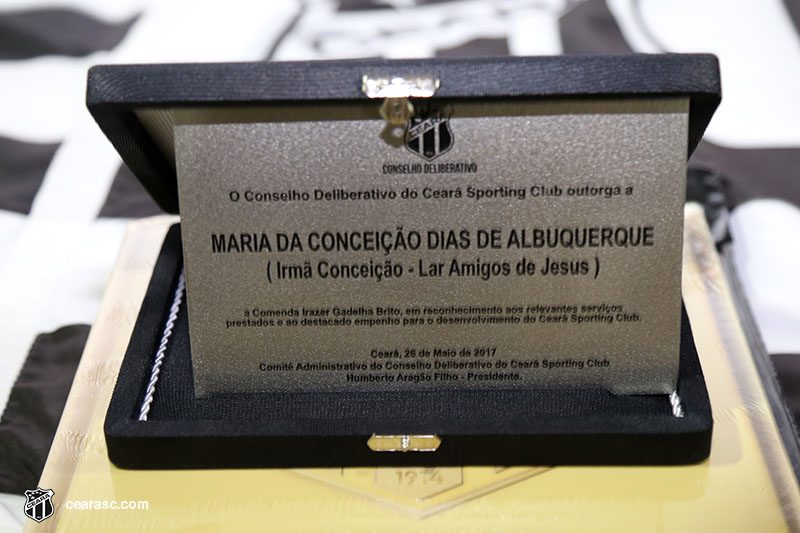 CEARÁ
CONSELHO DELIBERATIVO
O Conselho Deliberativo do Ceará Sporting Club outorga a
MARIA DA CONCEIÇÃO DIAS DE ALBUQUERQUE
( Irmã Conceição - Lar Amigos de Jesus )
a Comenda Irazer Gadelha Brito, em reconhecimento aos relevantes serviços
prestados e ao destacado empenho para o desenvolvimento do Ceará Sporting Club.
Ceará, 26 de Maio de 2017
Comitê Administrativo do Conselho Deliberativo do Ceará Sporting Club
Humberto Aragão Filho - Presidente.
1914
CEARÁ
cearasc.com